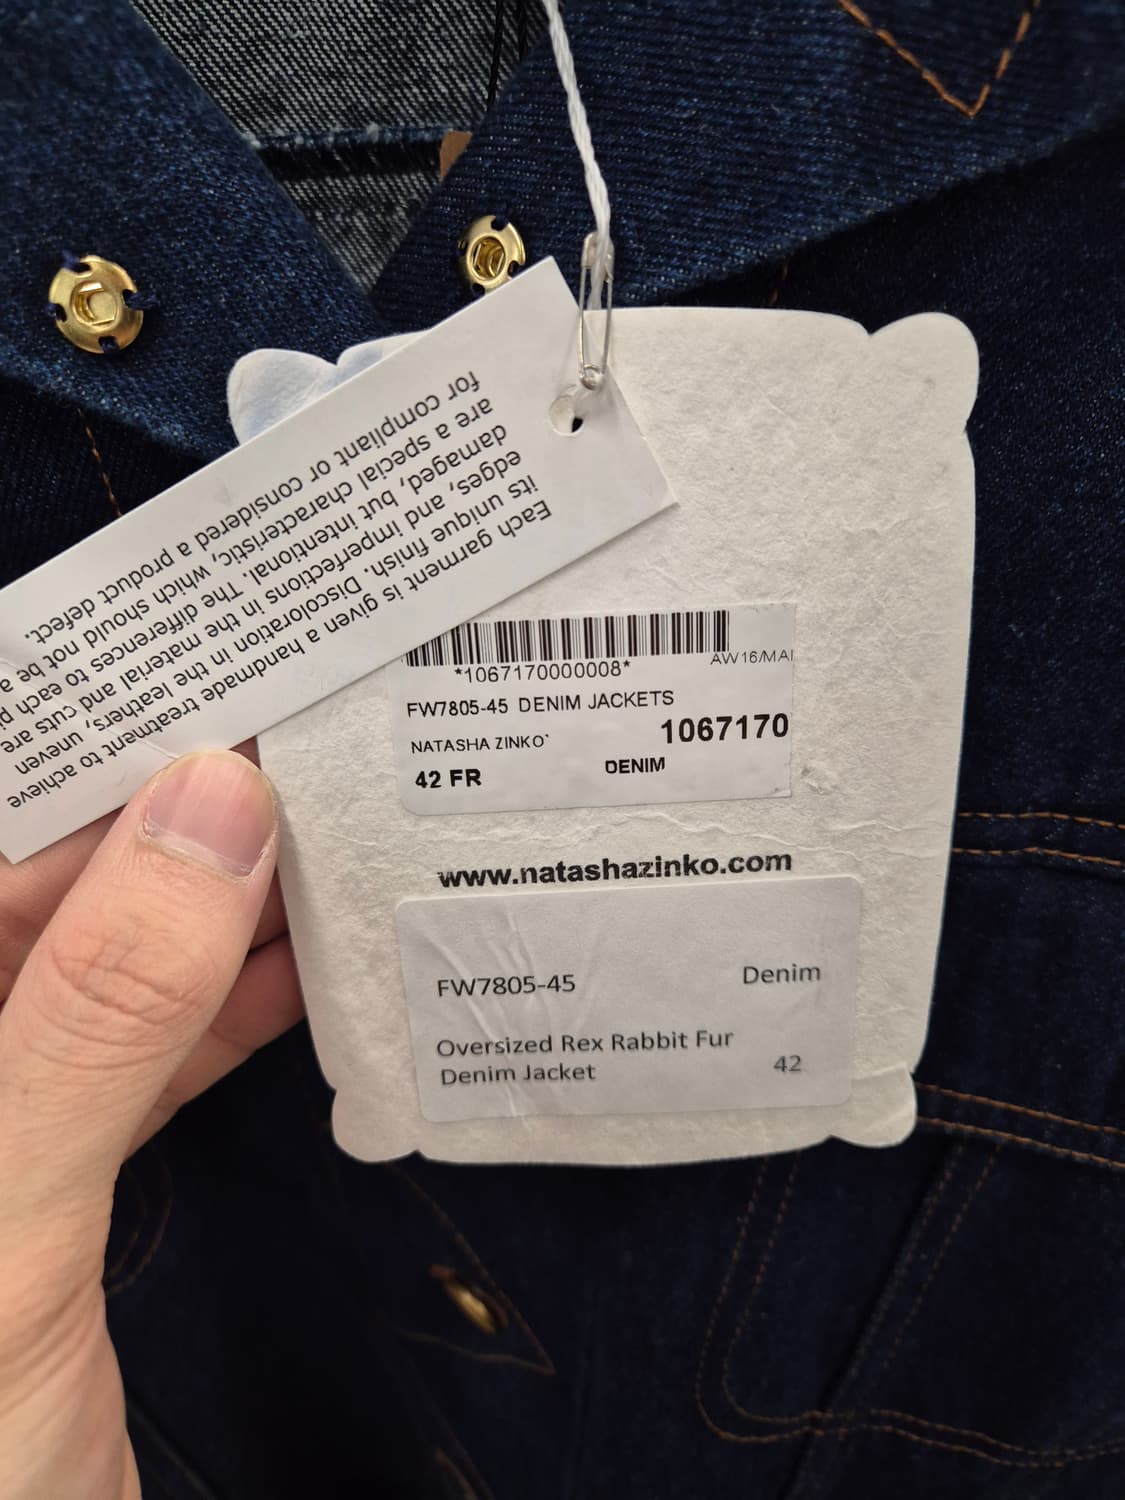 Each garment is given a handmade treatment to achieve
its unique finish. Discoloration in the leathers, uneven
edges, and imperfections in the material and cuts are
damaged, but intentional. The differences to each
are a special characteristic, which should not be a
for compliant or considered a product defect.
*1067170000008*
AW16/MAI
FW7805-45 DENIM JACKETS
NATASHA ZINKO*
1067170
42 FR
DENIM
www.natashazinko.com
FW7805-45 Denim
Oversized Rex Rabbit Fur
Denim Jacket 42